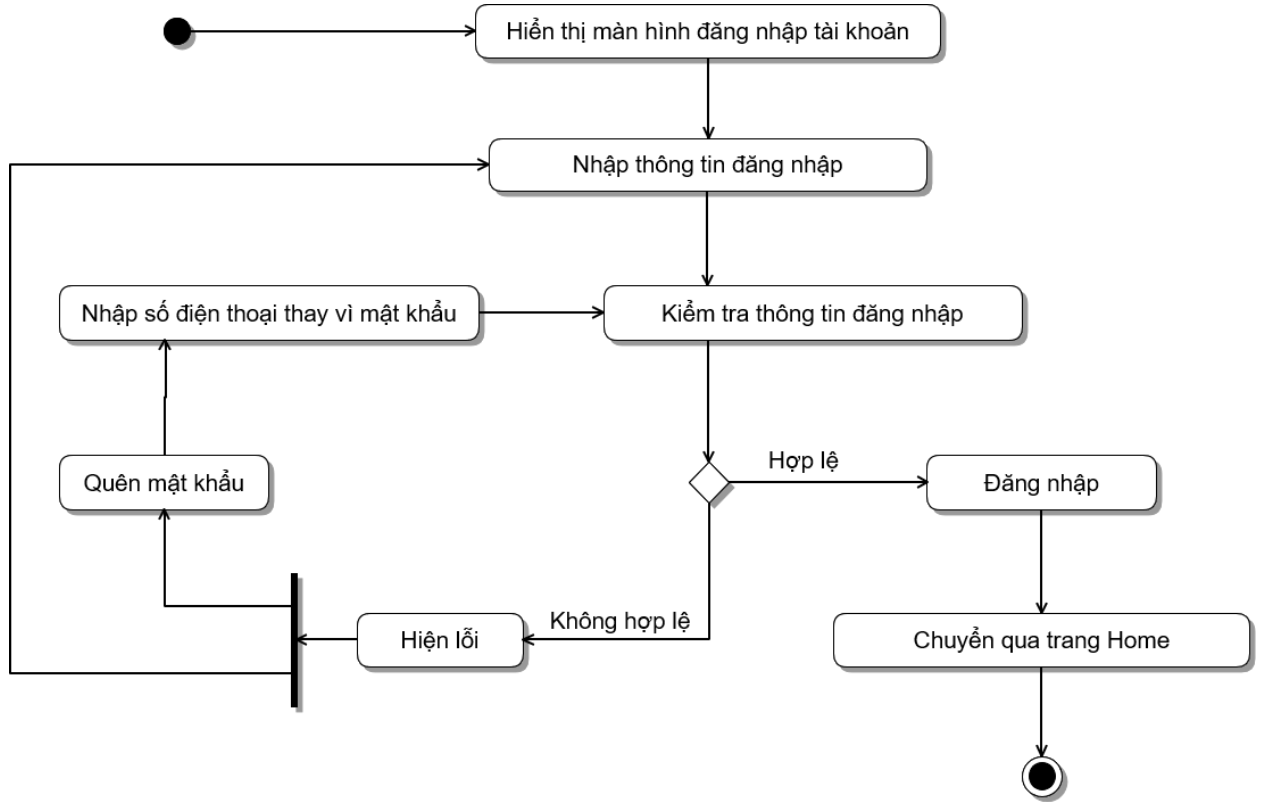 Hiển thị màn hình đăng nhập tài khoản
Nhập thông tin đăng nhập
Nhập số điện thoại thay vì mật khẩu
Kiểm tra thông tin đăng nhập
Hợp lệ
Quên mật khẩu
Đăng nhập
Không hợp lệ
Hiện lỗi
Chuyển qua trang Home